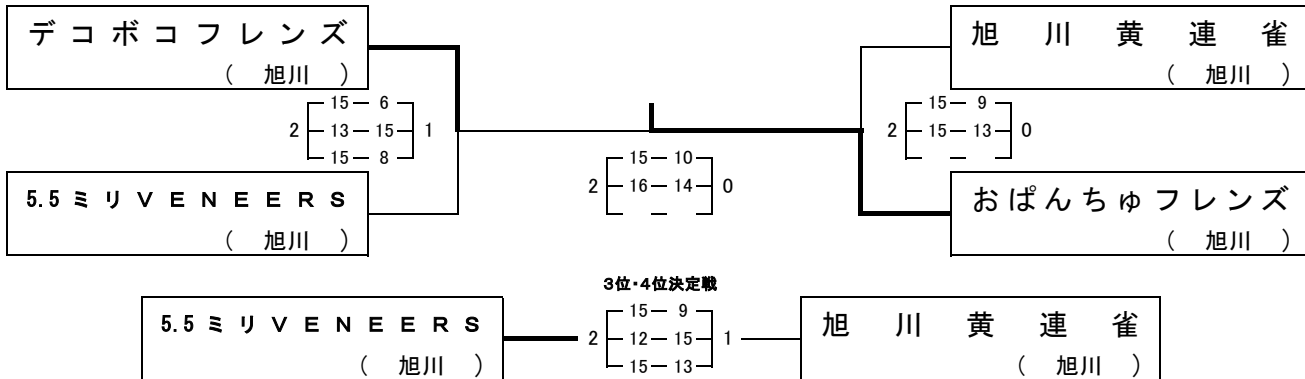 デコボコフレンズ
( 旭川 )
旭川黄連雀
( 旭川 )
15 — 6
2 13 — 15 1
15 — 8
15 — 9
2 15 — 13 0
— —
15 — 10
2 16 — 14 0
— —
5.5ミリVENEERS
( 旭川 )
おぱんちゅフレンズ
( 旭川 )
3位・4位決定戦
5.5ミリVENEERS
( 旭川 )
15 — 9
2 12 — 15 1
15 — 13
旭川黄連雀
( 旭川 )